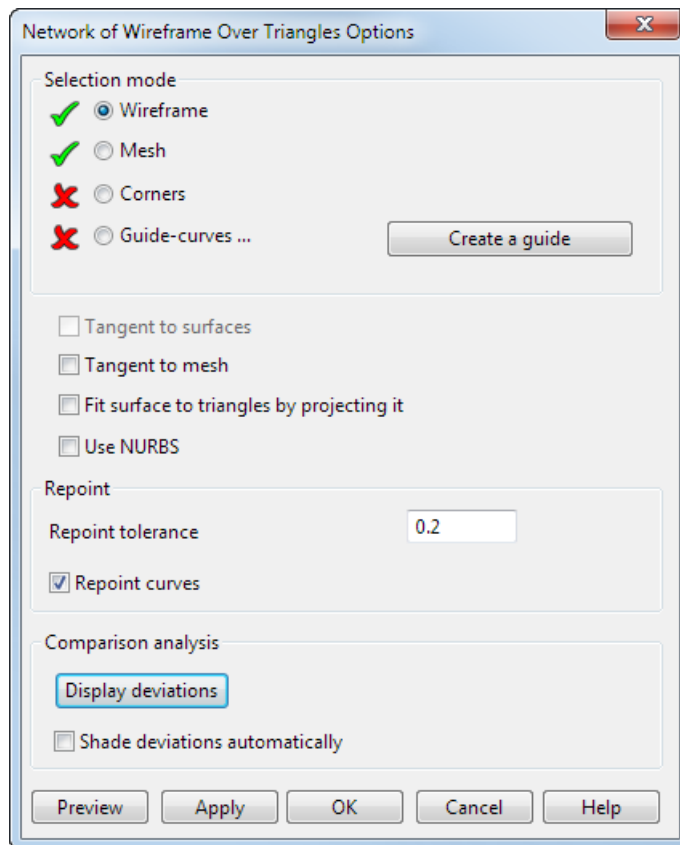 Network of Wireframe Over Triangles Options
Selection mode
Wireframe
Mesh
Corners
Guide-curves ...
Create a guide
Tangent to surfaces
Tangent to mesh
Fit surface to triangles by projecting it
Use NURBS
Repoint
Repoint tolerance
0.2
Repoint curves
Comparison analysis
Display deviations
Shade deviations automatically
Preview
Apply
OK
Cancel
Help